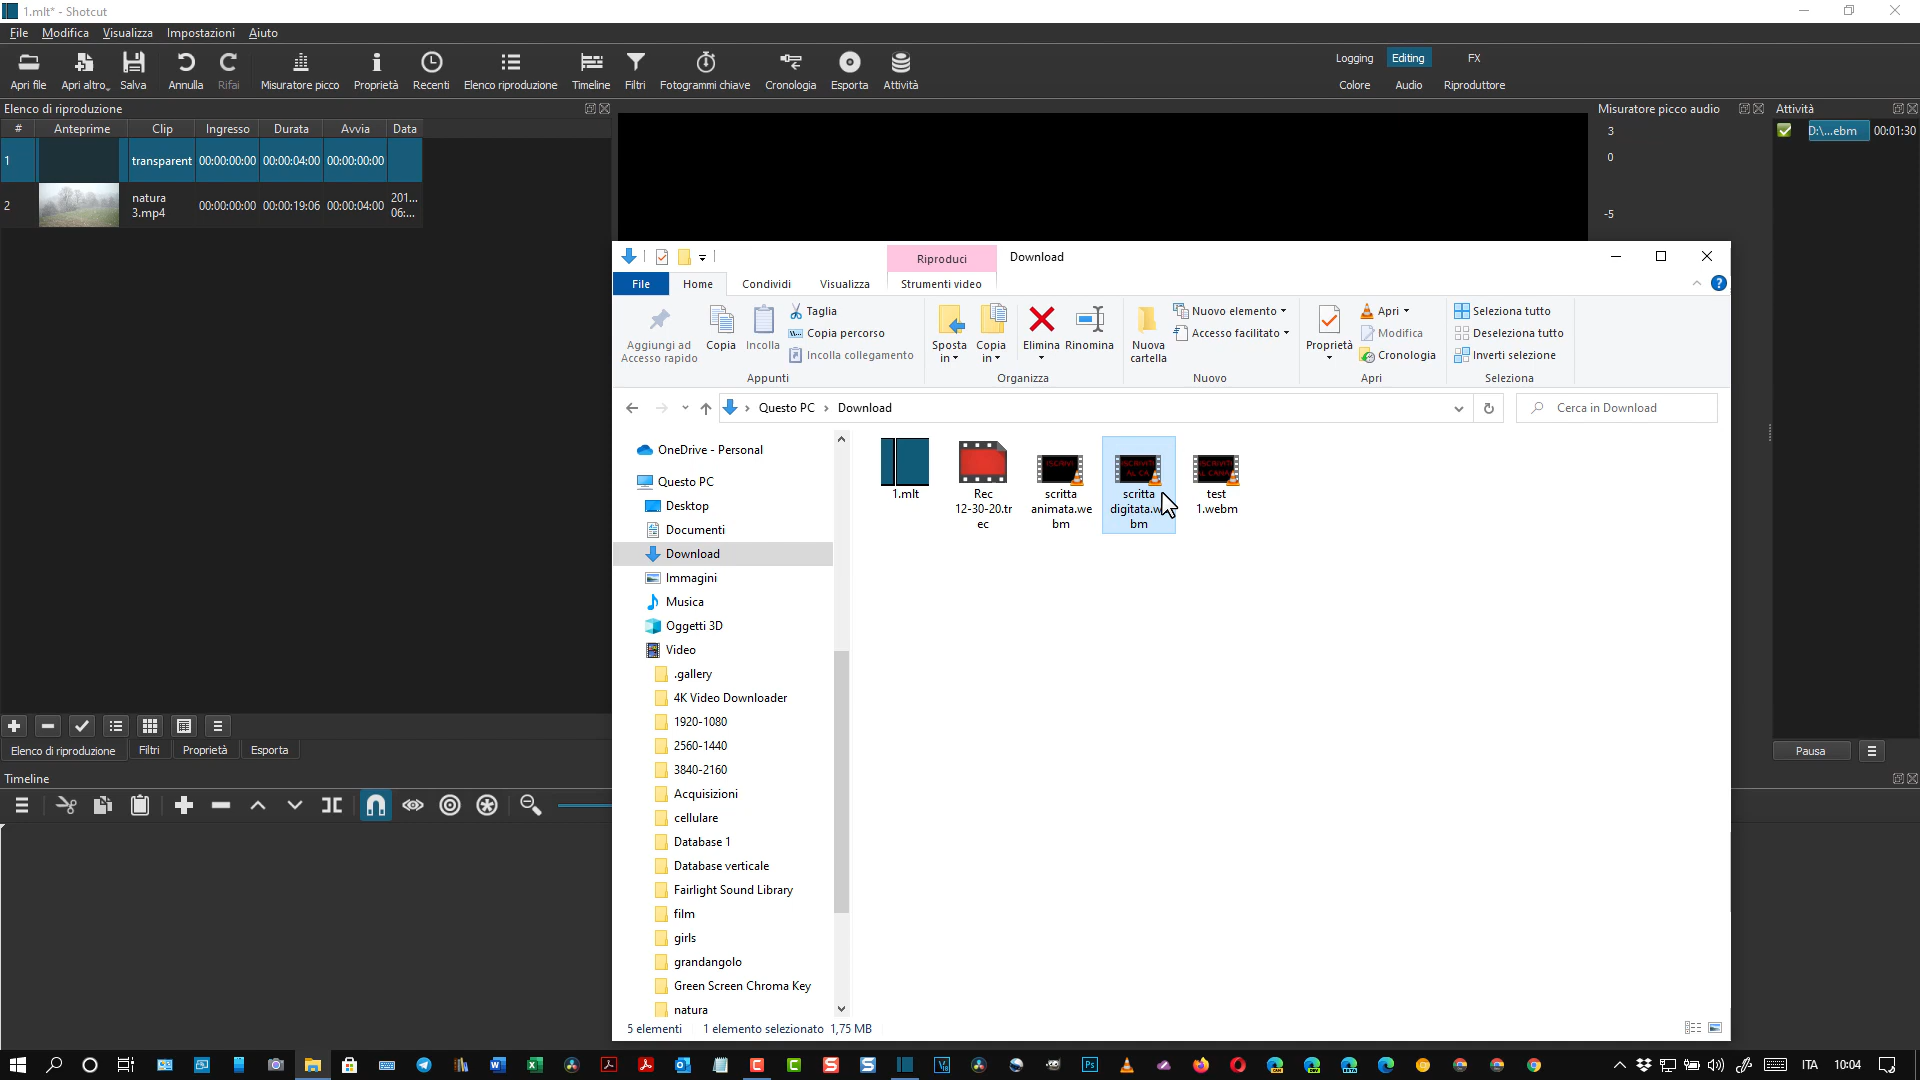 1.mlt* - Shotcut
File Modifica Visualizza Impostazioni Aiuto
Apri file Apri altro Salva Annulla Rifai Misuratore picco Proprietà Recenti Elenco riproduzione Timeline Filtri Fotogrammi chiave Cronologia Esporta Attività
Logging Editing FX
Colore Audio Riproduttore
Elenco di riproduzione
# Anteprime Clip Ingresso Durata Avvia Data
1 transparent 00:00:00:00 00:00:04:00 00:00:00:00
2 natura 3.mp4 00:00:00:00 00:00:19:06 00:00:04:00 201... 06:...
Misuratore picco audio
3
0
-5
Attività
D:\...ebm 00:01:30
Riproduci
Download
File Home Condividi Visualizza Strumenti video
Aggiungi ad Accesso rapido
Copia
Incolla
Taglia
Copia percorso
Incolla collegamento
Appunti
Sposta in
Copia in
Elimina
Rinomina
Organizza
Nuova cartella
Nuovo elemento
Accesso facilitato
Nuovo
Proprietà
Apri
Modifica
Cronologia
Apri
Seleziona tutto
Deseleziona tutto
Inverti selezione
Seleziona
Questo PC › Download
Cerca in Download
OneDrive - Personal
Questo PC
Desktop
Documenti
Download
Immagini
Musica
Oggetti 3D
Video
.gallery
4K Video Downloader
1920-1080
2560-1440
3840-2160
Acquisizioni
cellulare
Database 1
Database verticale
Fairlight Sound Library
film
girls
grandangolo
Green Screen Chroma Key
natura
1.mlt
Rec
12-30-20.tr
ec
scritta
animata.we
bm
scritta
digitata.w
bm
test
1.webm
5 elementi 1 elemento selezionato 1,75 MB
Elenco di riproduzione Filtri Proprietà Esporta
Pausa
Timeline
ITA 10:04